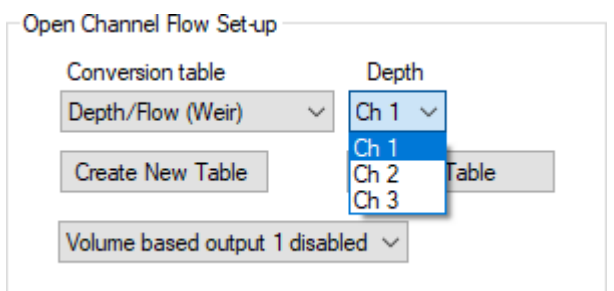 Open Channel Flow Set-up
Conversion table Depth
Depth/Flow (Weir) Ch 1
Ch 1
Create New Table Table
Ch 2
Ch 3
Volume based output 1 disabled